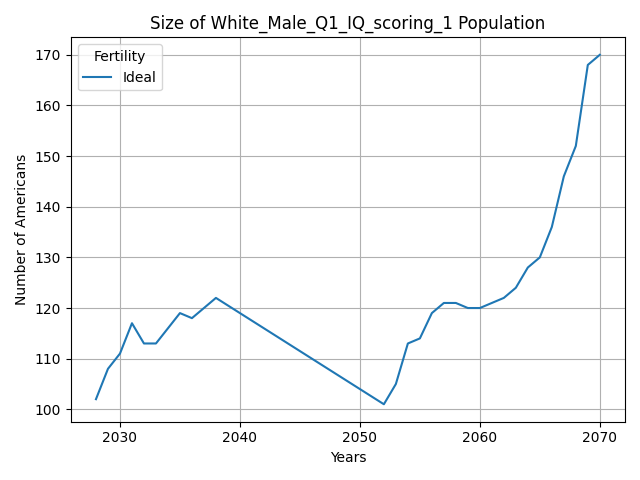 Size of White_Male_Q1_IQ_scoring_1 Population
Fertility
Ideal
Number of Americans
170
160
150
140
130
120
110
100
2030
2040
2050
2060
2070
Years